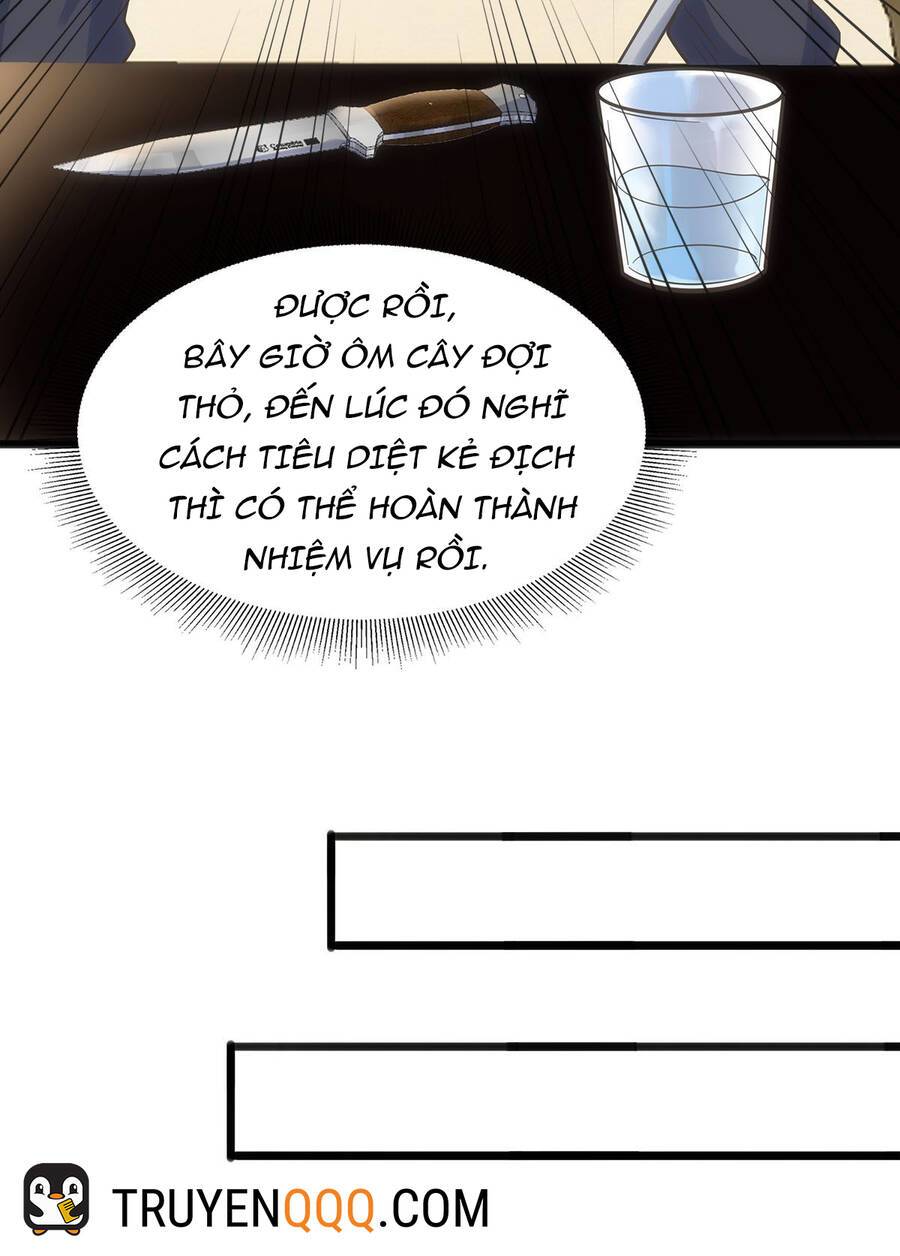 ĐƯỢC RỒI,
BÂY GIỜ ÔM CÂY ĐỢI
THỎ, ĐẾN LÚC ĐÓ NGHĨ
CÁCH TIÊU DIỆT KẺ ĐỊCH
THÌ CÓ THỂ HOÀN THÀNH
NHIỆM VỤ RỒI.
TRUYENQQQ.COM